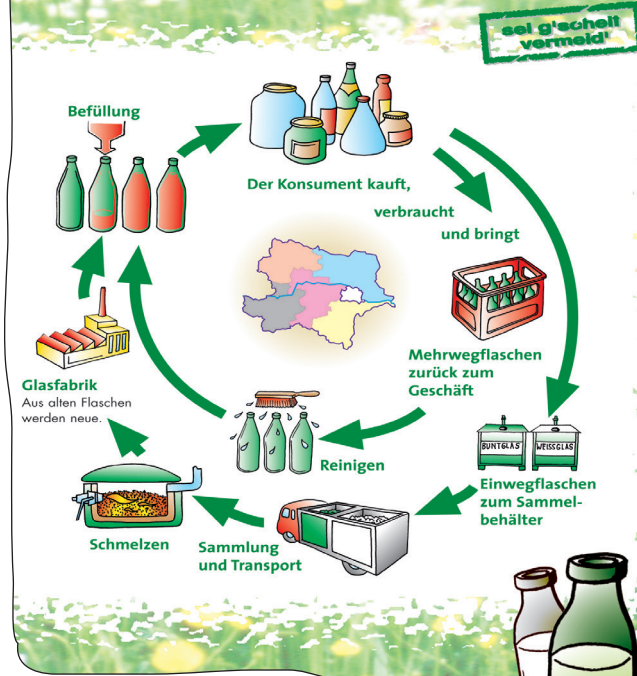 sei g'scheit
vermeid'
Befüllung
Der Konsument kauft,
verbraucht
und bringt
Mehrwegflaschen
zurück zum
Geschäft
Glasfabrik
Aus alten Flaschen
werden neue.
Reinigen
BUNTGLAS
WEISSGLAS
Einwegflaschen
zum Sammel-
behälter
Sammlung
und Transport
Schmelzen